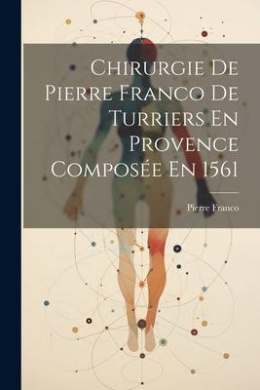 Chirurgie De
Pierre Franco De
Turriers En
Provence
Composée En 1561
Pierre Franco